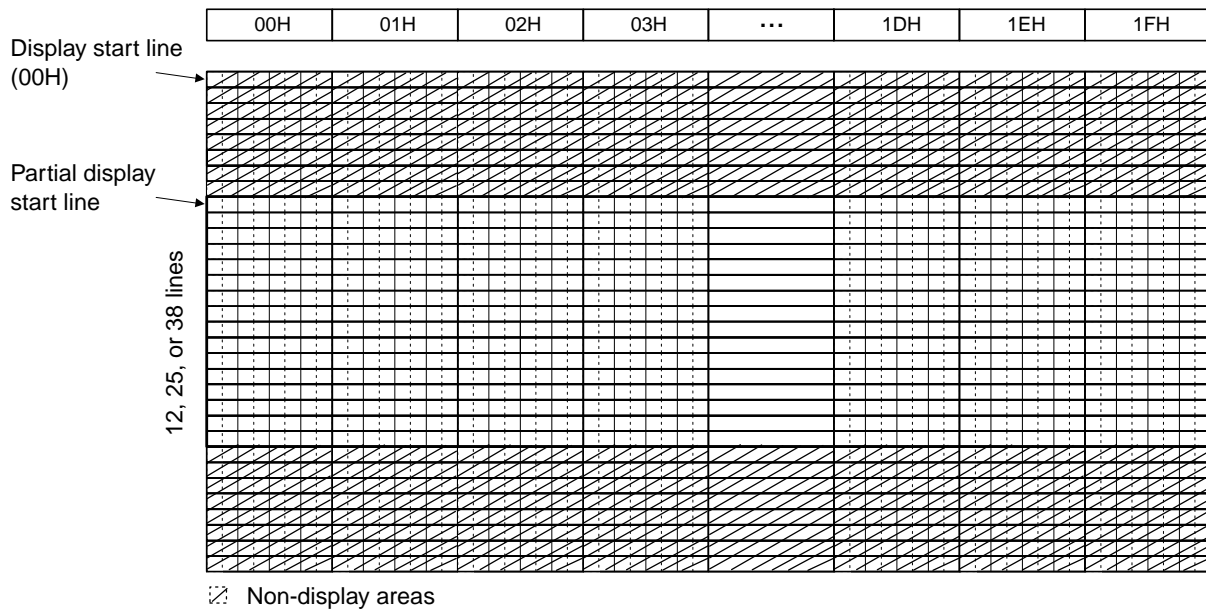 00H 01H 02H 03H ... 1DH 1EH 1FH
Display start line
(00H)
Partial display
start line
12, 25, or 38 lines
Non-display areas